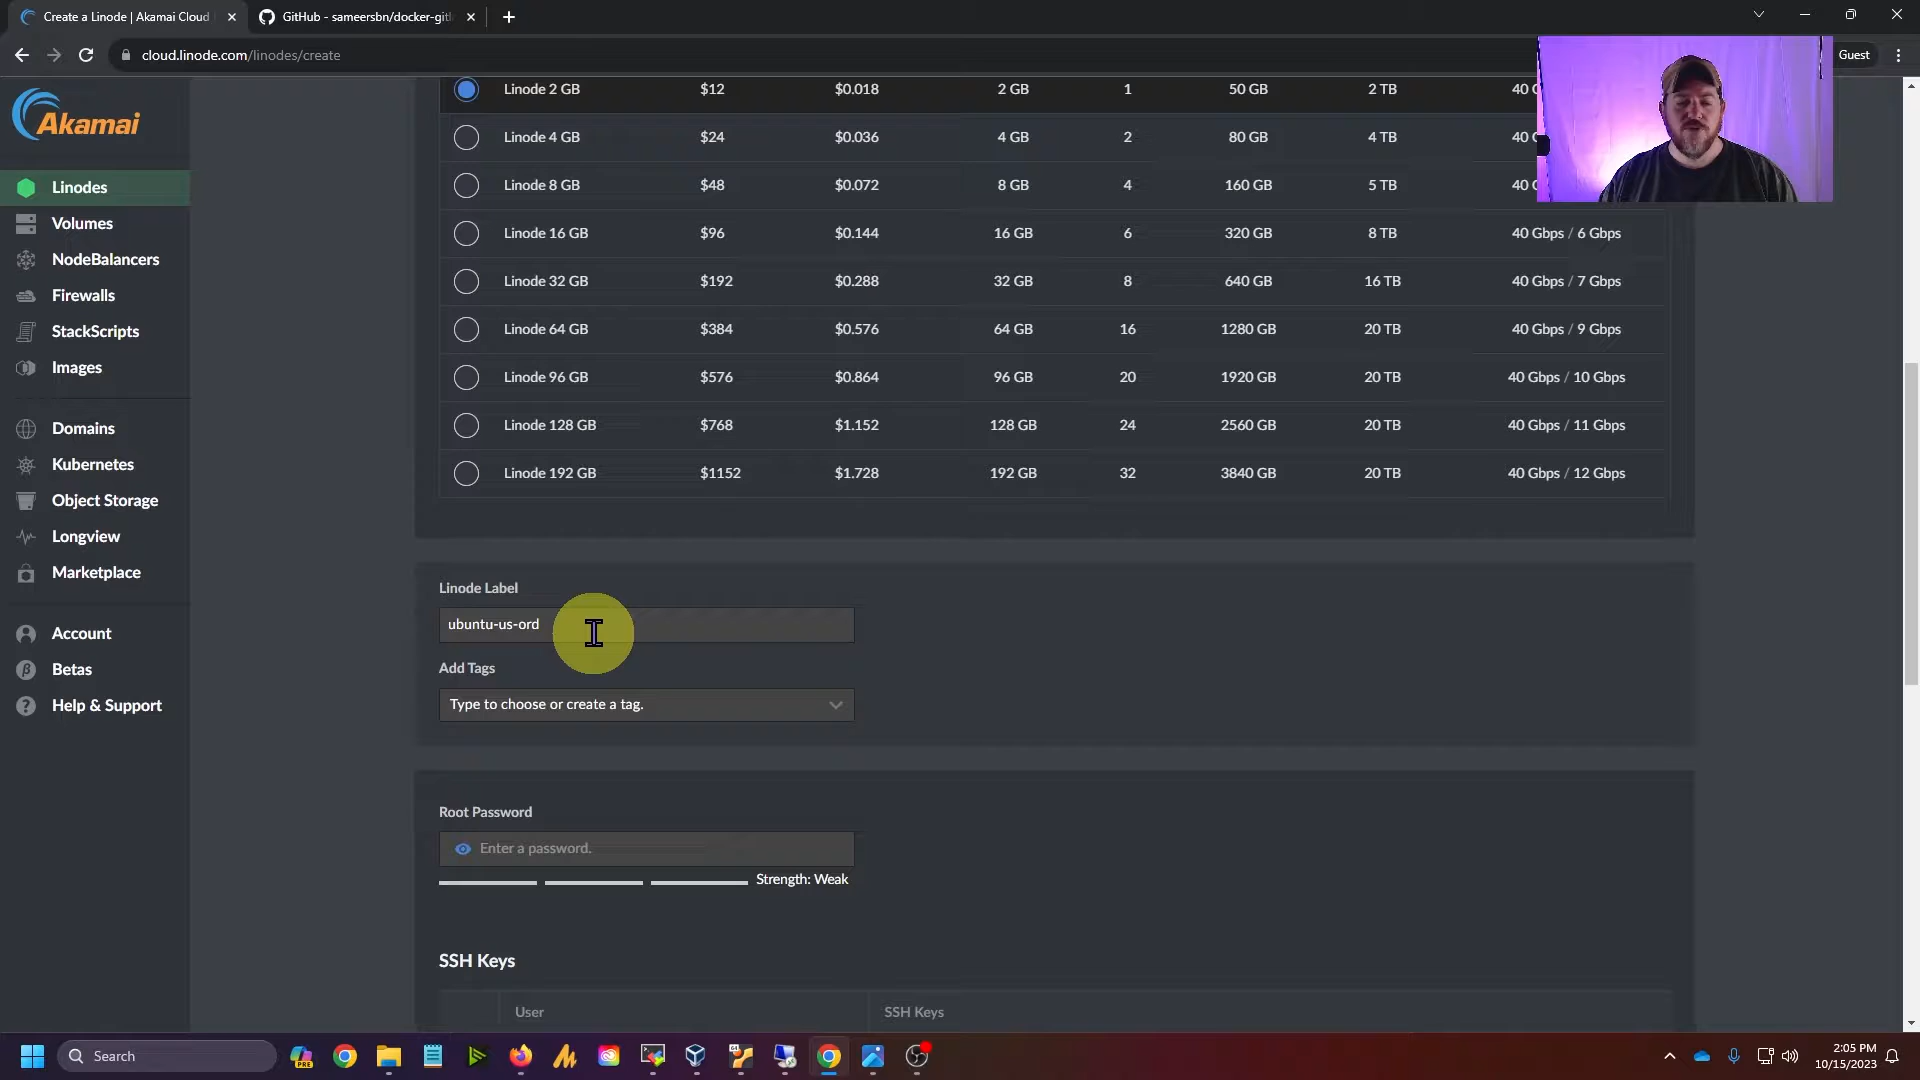 Create a Linode | Akamai Cloud
GitHub - sameersbn/docker-gitl
cloud.linode.com/linodes/create
Guest
Akamai
Linodes
Volumes
NodeBalancers
Firewalls
StackScripts
Images
Domains
Kubernetes
Object Storage
Longview
Marketplace
Account
Betas
Help & Support
Linode 2 GB $12 $0.018 2 GB 1 50 GB 2 TB 40
Linode 4 GB $24 $0.036 4 GB 2 80 GB 4 TB 40
Linode 8 GB $48 $0.072 8 GB 4 160 GB 5 TB 40
Linode 16 GB $96 $0.144 16 GB 6 320 GB 8 TB 40 Gbps / 6 Gbps
Linode 32 GB $192 $0.288 32 GB 8 640 GB 16 TB 40 Gbps / 7 Gbps
Linode 64 GB $384 $0.576 64 GB 16 1280 GB 20 TB 40 Gbps / 9 Gbps
Linode 96 GB $576 $0.864 96 GB 20 1920 GB 20 TB 40 Gbps / 10 Gbps
Linode 128 GB $768 $1.152 128 GB 24 2560 GB 20 TB 40 Gbps / 11 Gbps
Linode 192 GB $1152 $1.728 192 GB 32 3840 GB 20 TB 40 Gbps / 12 Gbps
Linode Label
ubuntu-us-ord
Add Tags
Type to choose or create a tag.
Root Password
Enter a password.
Strength: Weak
SSH Keys
User SSH Keys
Search
PRE
2:05 PM
10/15/2023